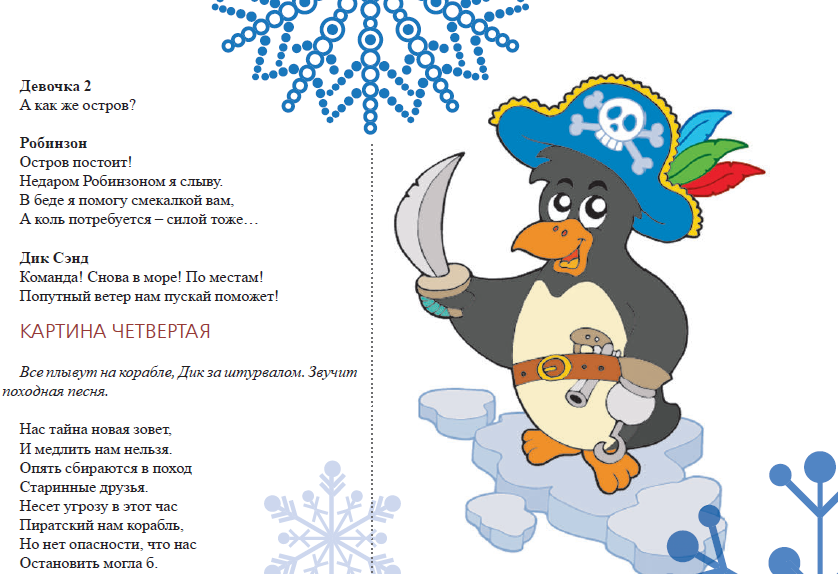 Девочка 2
А как же остров?
Робинзон
Остров постоит!
Недаром Робинзоном я слыву.
В беде я помогу смекалкой вам,
А коль потребуется – силой тоже…
Дик Сэнд
Команда! Снова в море! По местам!
Попутный ветер нам пускай поможет!
КАРТИНА ЧЕТВЕРТАЯ
Все плывут на корабле, Дик за штурвалом. Звучит
походная песня.
Нас тайна новая зовет,
И медлить нам нельзя.
Опять сбираются в поход
Старинные друзья.
Несет угрозу в этот час
Пиратский нам корабль,
Но нет опасности, что нас
Остановить могла б.